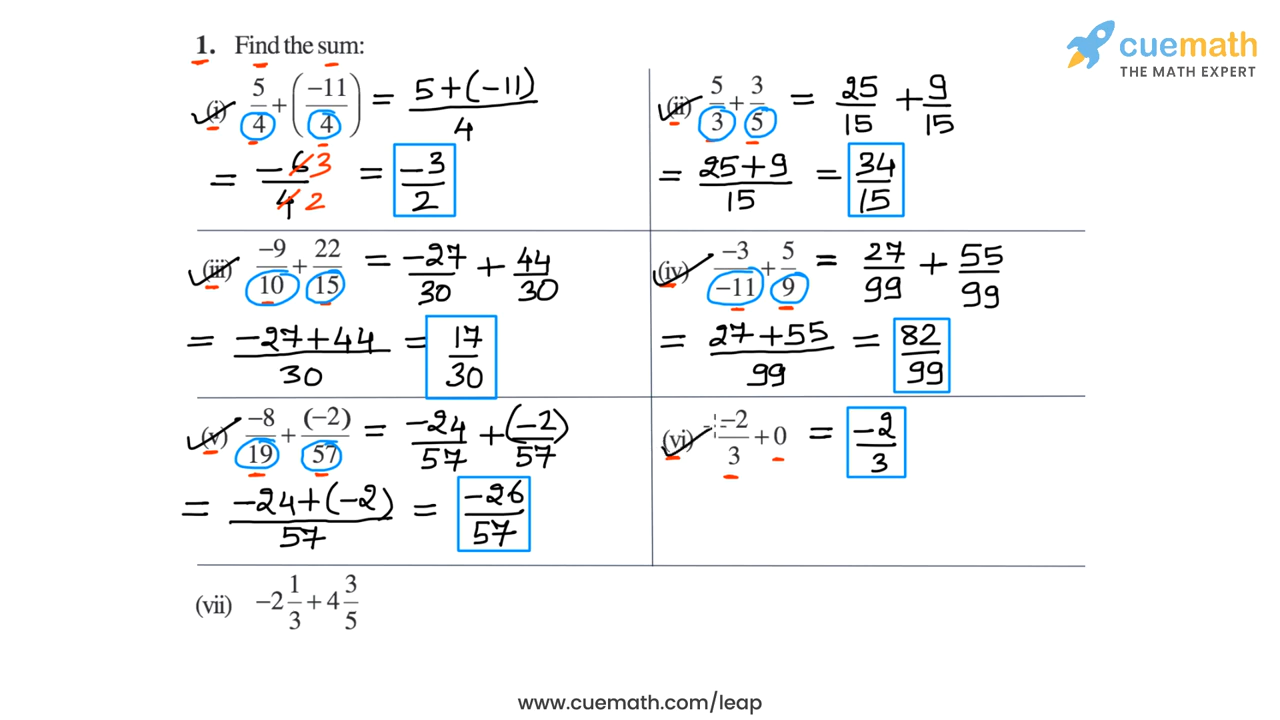 cuemath
THE MATH EXPERT
1. Find the sum:
(i) 5/4 + (-11/4) = 5+(-11)/4
= -6/4 3/2 = -3/2
(ii) 5/3 + 3/5 = 25/15 + 9/15
= 25+9/15 = 34/15
(iii) -9/10 + 22/15 = -27/30 + 44/30
= -27+44/30 = 17/30
(iv) -3/-11 + 5/9 = 27/99 + 55/99
= 27+55/99 = 82/99
(v) -8/19 + (-2)/57 = -24/57 + (-2)/57
= -24+(-2)/57 = -26/57
(vi) -2/3 + 0 = -2/3
(vii) -2 1/3 + 4 3/5
www.cuemath.com/leap